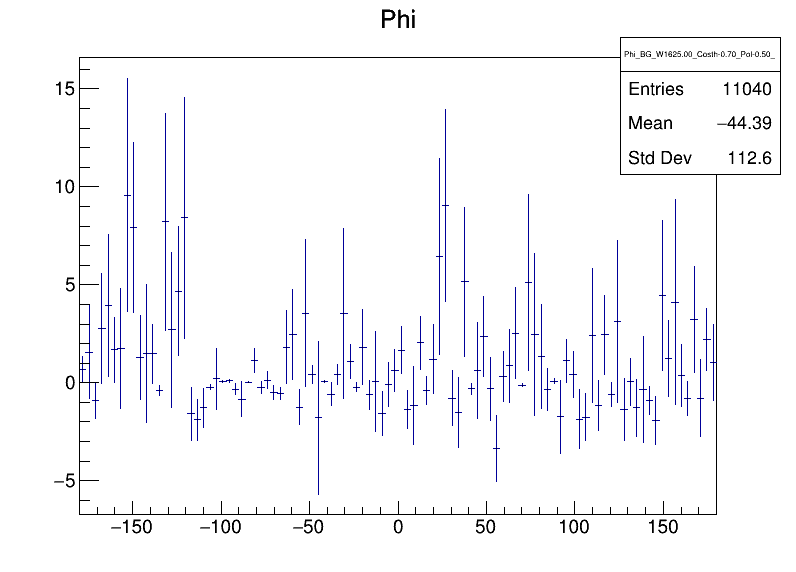 Phi
Phi_BG_W1625.00_Costh-0.70_Pol-0.50_
Entries 11040
Mean −44.39
Std Dev 112.6
15
10
5
0
−5
−150 −100 −50 0 50 100 150